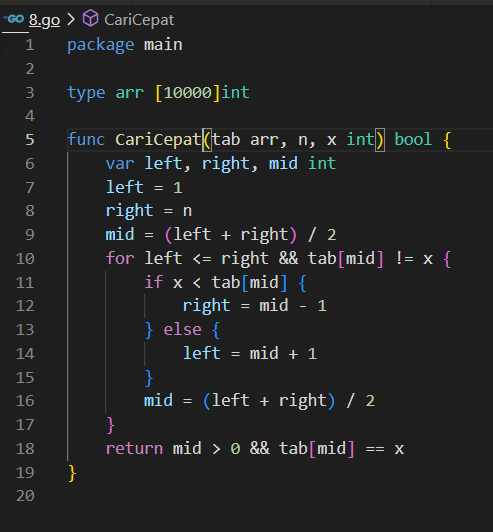 GO 8.go > CariCepat
1 package main
2
3 type arr [10000]int
4
5 func CariCepat(tab arr, n, x int) bool {
6     var left, right, mid int
7     left = 1
8     right = n
9     mid = (left + right) / 2
10     for left <= right && tab[mid] != x {
11         if x < tab[mid] {
12             right = mid - 1
13         } else {
14             left = mid + 1
15         }
16         mid = (left + right) / 2
17     }
18     return mid > 0 && tab[mid] == x
19 }
20